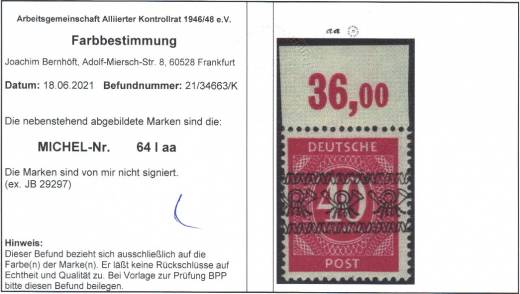 Arbeitsgemeinschaft Alliierter Kontrollrat 1946/48 e.V.
Farbbestimmung
Joachim Bernhöft, Adolf-Miersch-Str. 8, 60528 Frankfurt
Datum: 18.06.2021 Befundnummer: 21/34663/K
Die nebenstehend abgebildete Marken sind die:
MICHEL-Nr. 64 I aa
Die Marken sind von mir nicht signiert.
(ex. JB 29297)
Hinweis:
Dieser Befund bezieht sich ausschließlich auf die
Farbe(n) der Marke(n). Er läßt keine Rückschlüsse auf
Echtheit und Qualität zu. Bei Vorlage zur Prüfung BPP
bitte diesen Befund beilegen.
aa
36,00
DEUTSCHE
40
POST